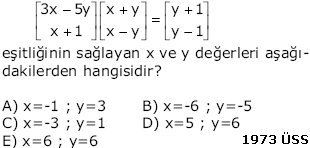 [3x – 5y] [x + y] = [y + 1]
[x + 1] [x – y] [y – 1]
eşitliğinin sağlayan x ve y değerleri aşağı-
dakilerden hangisidir?
A) x=-1 ; y=3 B) x=-6 ; y=-5
C) x=-3 ; y=1 D) x=5 ; y=6
E) x=6 ; y=6 1973 ÜSS